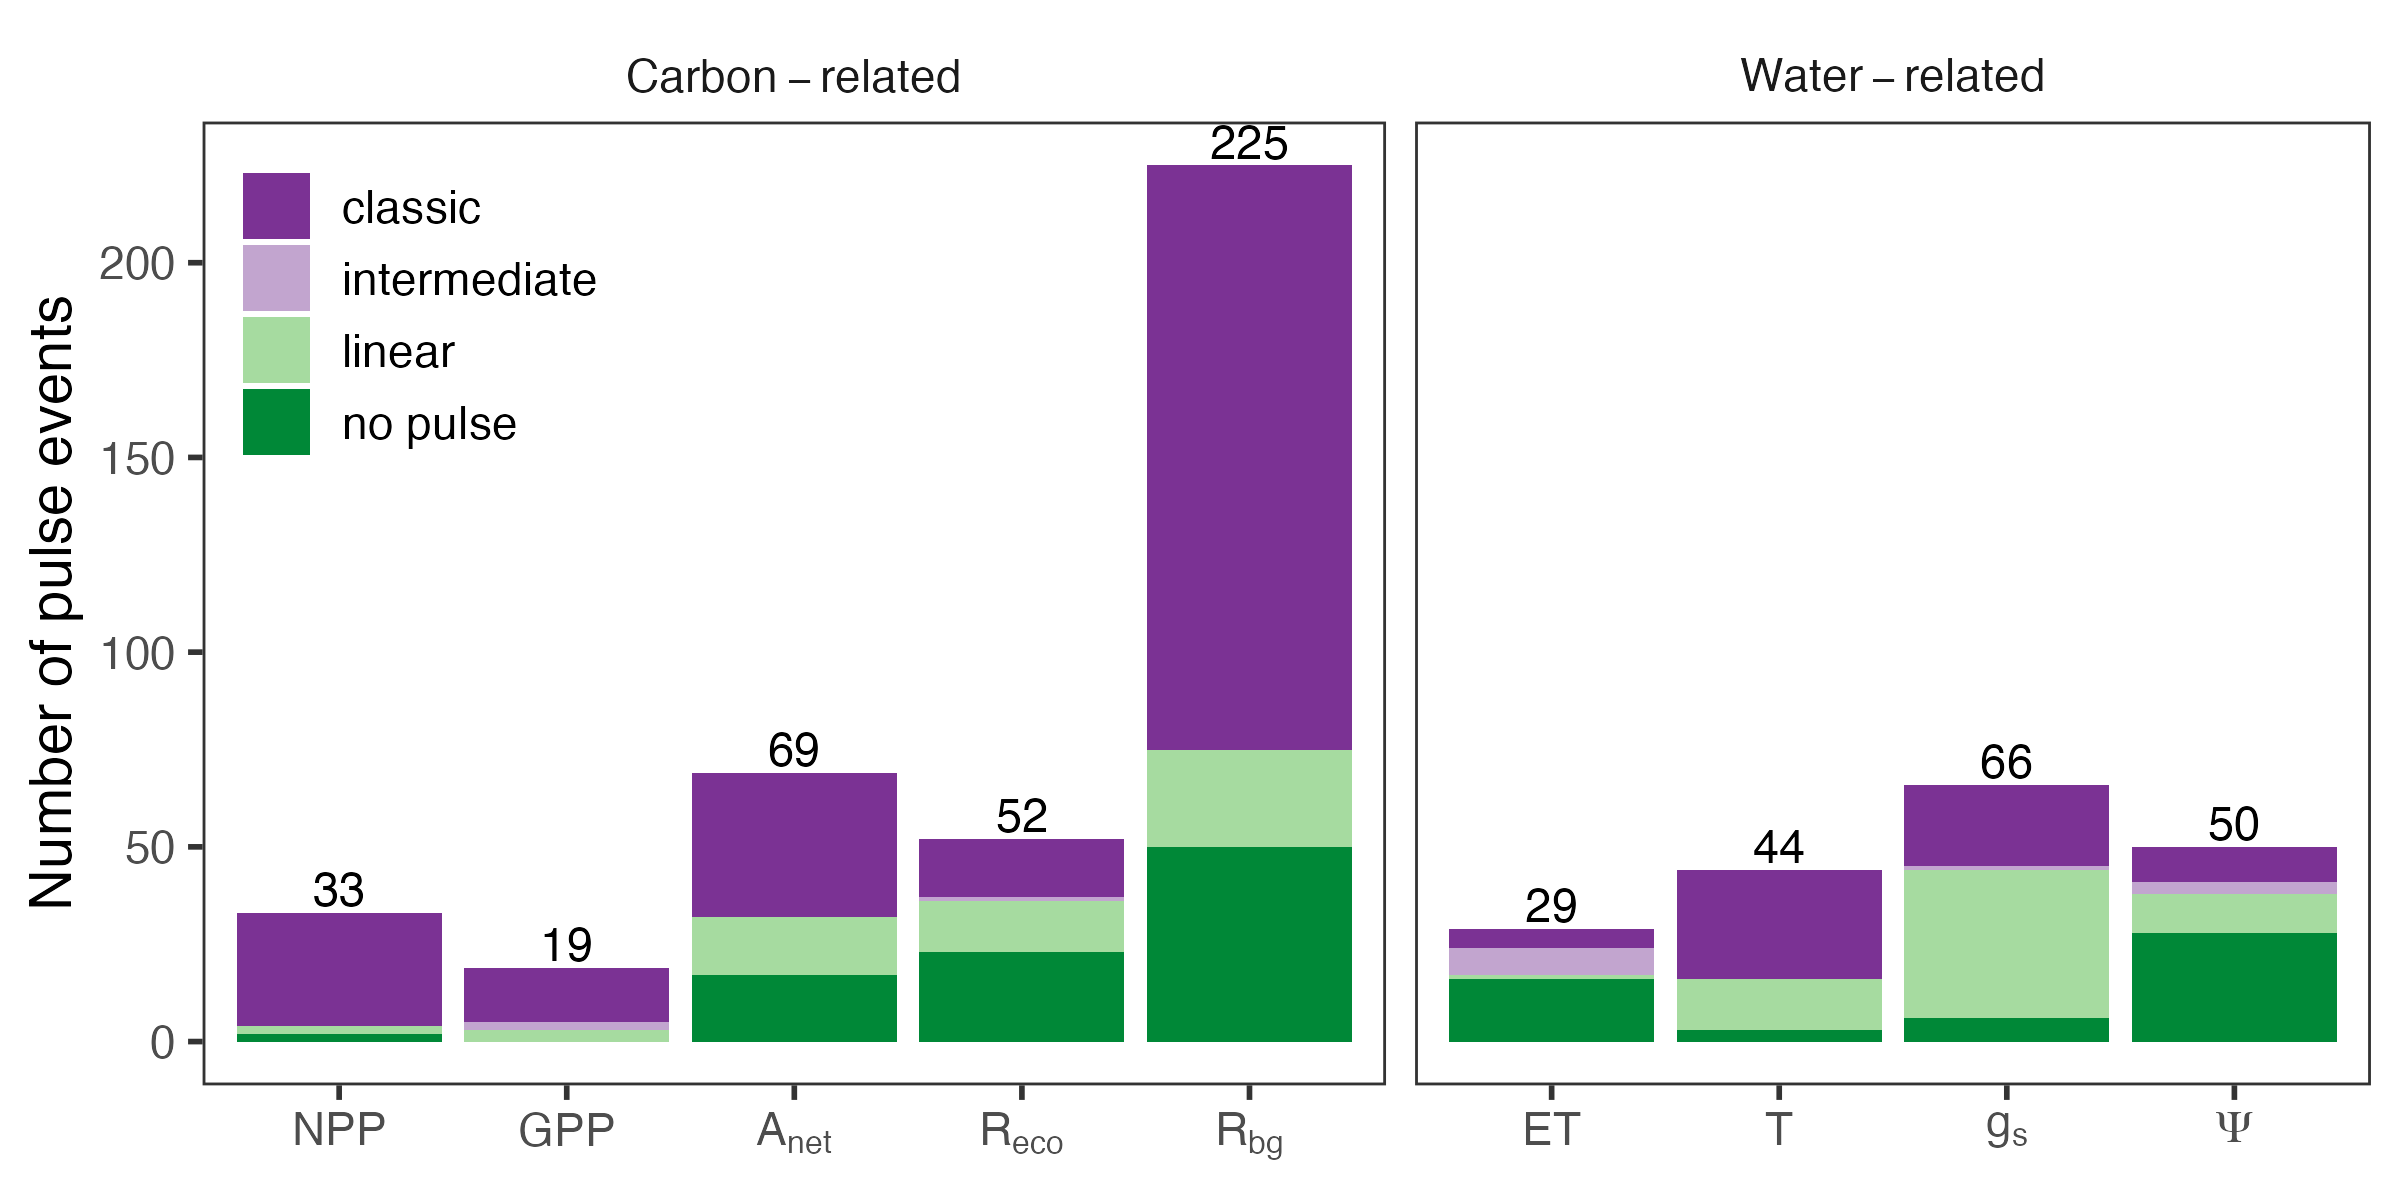 Carbon – related
Water – related
Number of pulse events
200
150
100
50
0
classic
intermediate
linear
no pulse
33
19
69
52
225
29
44
66
50
NPP
GPP
Anet
Reco
Rbg
ET
T
gs
Ψ